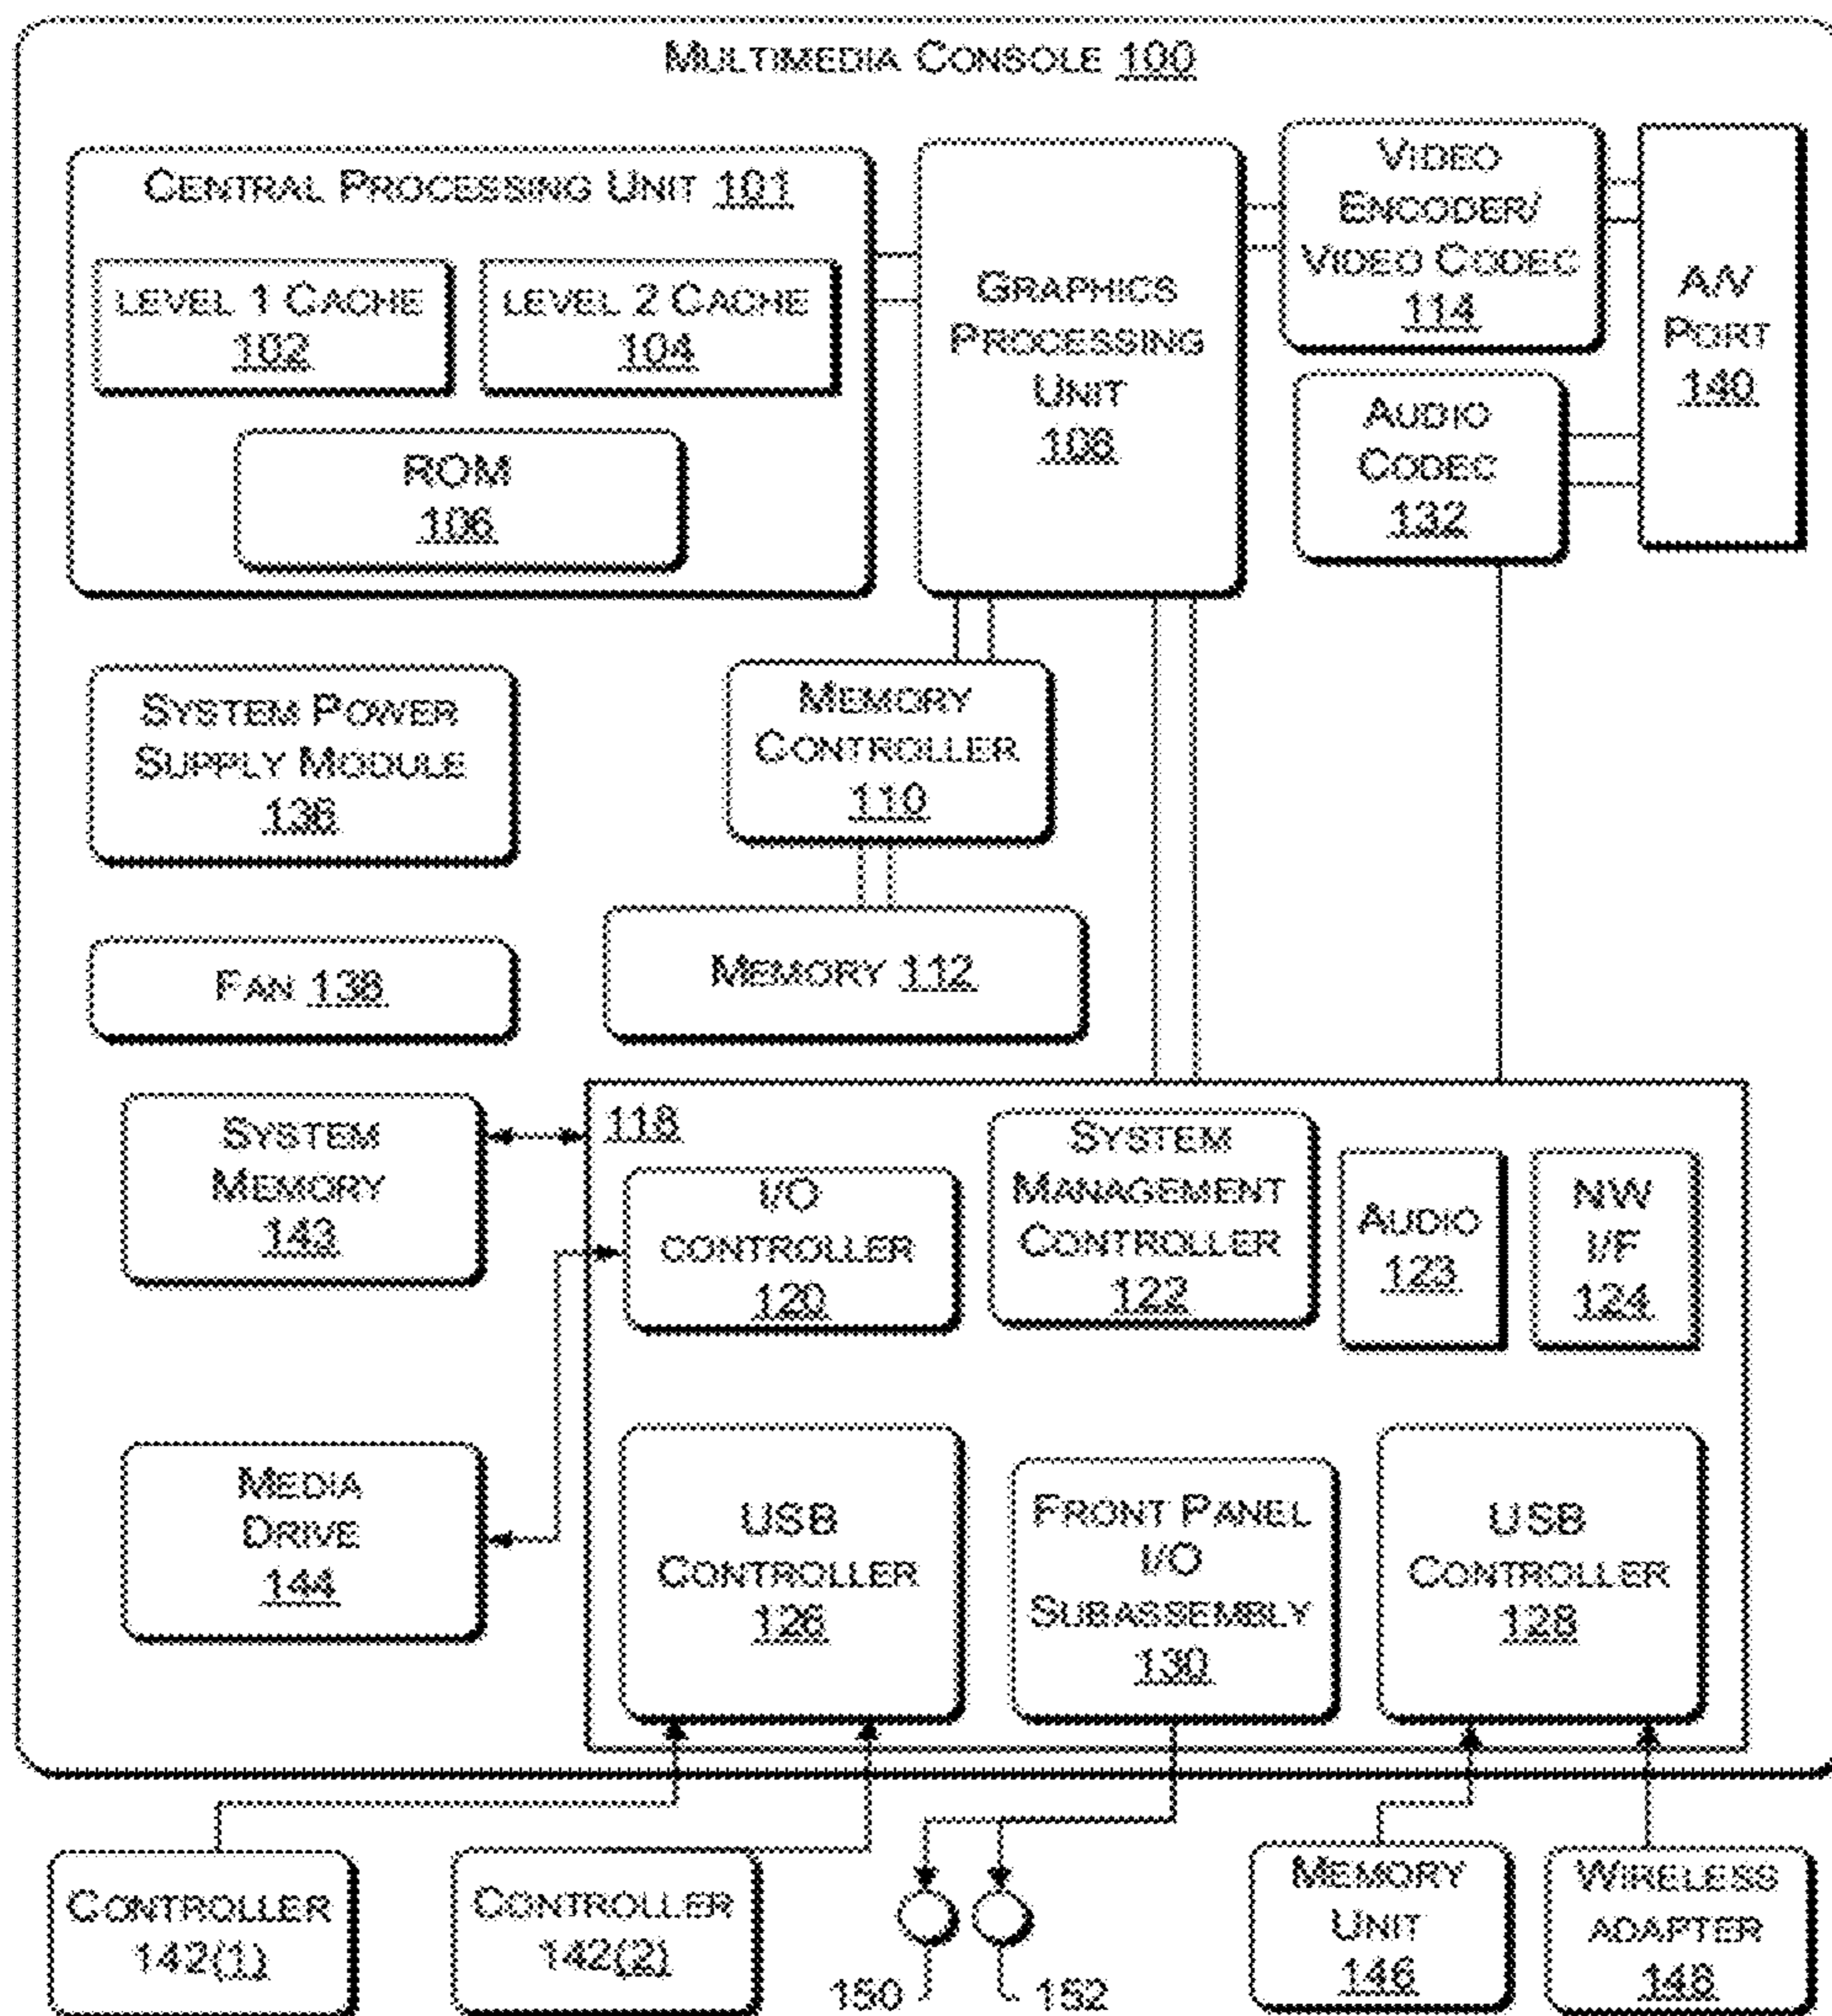 MULTIMEDIA CONSOLE 100
CENTRAL PROCESSING UNIT 101
LEVEL 1 CACHE
102
LEVEL 2 CACHE
104
ROM
106
GRAPHICS
PROCESSING
UNIT
108
VIDEO
ENCODER/
VIDEO CODEC
114
A/V
PORT
140
AUDIO
CODEC
132
SYSTEM POWER
SUPPLY MODULE
136
MEMORY
CONTROLLER
110
FAN 138
MEMORY 112
SYSTEM
MEMORY
143
118
I/O
CONTROLLER
120
SYSTEM
MANAGEMENT
CONTROLLER
122
AUDIO
123
NW
I/F
124
MEDIA
DRIVE
144
USB
CONTROLLER
126
FRONT PANEL
I/O
SUBASSEMBLY
130
USB
CONTROLLER
128
CONTROLLER
142(1)
CONTROLLER
142(2)
150
152
MEMORY
UNIT
146
WIRELESS
ADAPTER
148